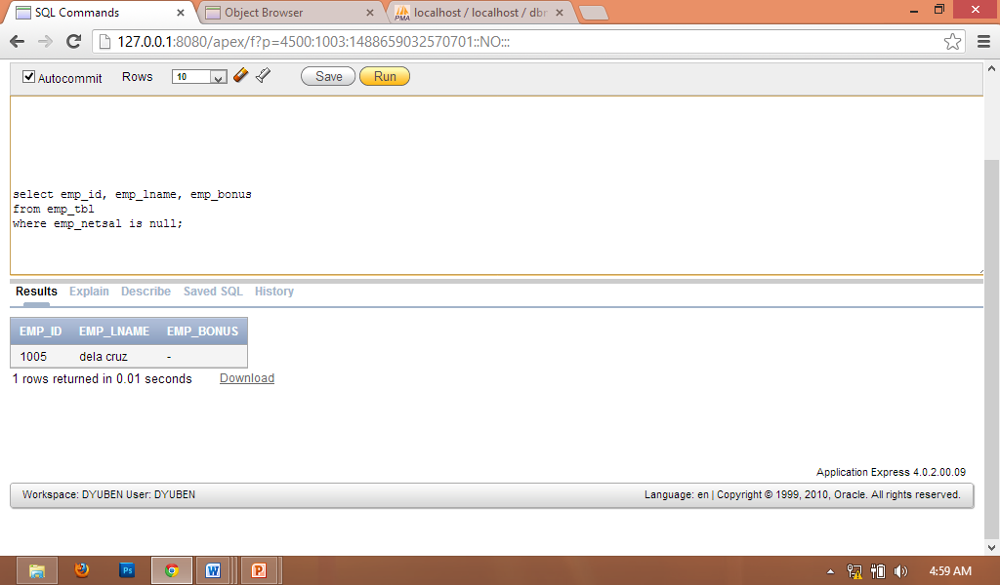 SQL Commands
Object Browser
localhost / localhost / dbr
127.0.0.1:8080/apex/f?p=4500:1003:1488659032570701::NO:::
Autocommit Rows 10 Save Run
select emp_id, emp_lname, emp_bonus
from emp_tbl
where emp_netsal is null;
Results Explain Describe Saved SQL History
EMP_ID EMP_LNAME EMP_BONUS
1005 dela cruz -
1 rows returned in 0.01 seconds Download
Application Express 4.0.2.00.09
Workspace: DYUBEN User: DYUBEN Language: en | Copyright © 1999, 2010, Oracle. All rights reserved.
Ps W P 4:59 AM